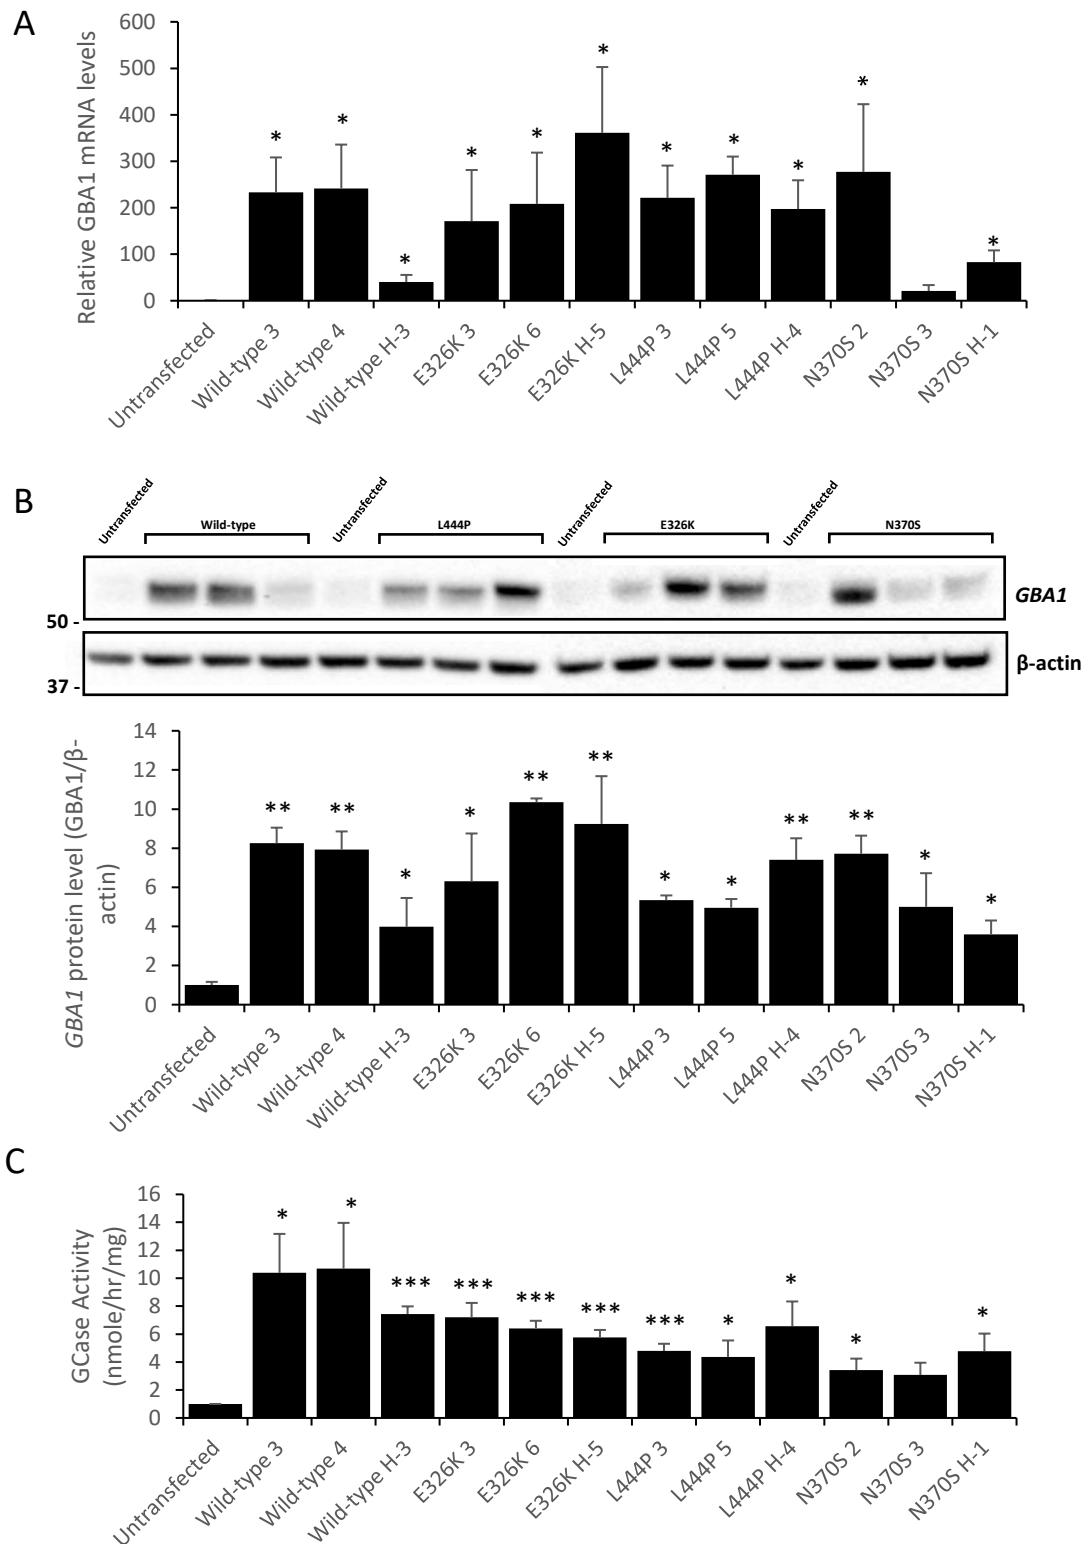 A
Relative GBA1 mRNA levels
600
500
400
300
200
100
0
* * * * * * * * * * *
Untransfected
Wild-type 3
Wild-type 4
Wild-type H-3
E326K 3
E326K 6
E326K H-5
L444P 3
L444P 5
L444P H-4
N370S 2
N370S 3
N370S H-1
B
Untransfected
Wild-type
Untransfected
L444P
Untransfected
E326K
Untransfected
N370S
GBA1
50 -
β-actin
37 -
GBA1 protein level (GBA1/β-
actin)
14
12
10
8
6
4
2
0
** ** * * ** ** * * ** ** * *
Untransfected
Wild-type 3
Wild-type 4
Wild-type H-3
E326K 3
E326K 6
E326K H-5
L444P 3
L444P 5
L444P H-4
N370S 2
N370S 3
N370S H-1
C
GCase Activity
(nmole/hr/mg)
16
14
12
10
8
6
4
2
0
* * *** *** *** *** *** * * * *
Untransfected
Wild-type 3
Wild-type 4
Wild-type H-3
E326K 3
E326K 6
E326K H-5
L444P 3
L444P 5
L444P H-4
N370S 2
N370S 3
N370S H-1